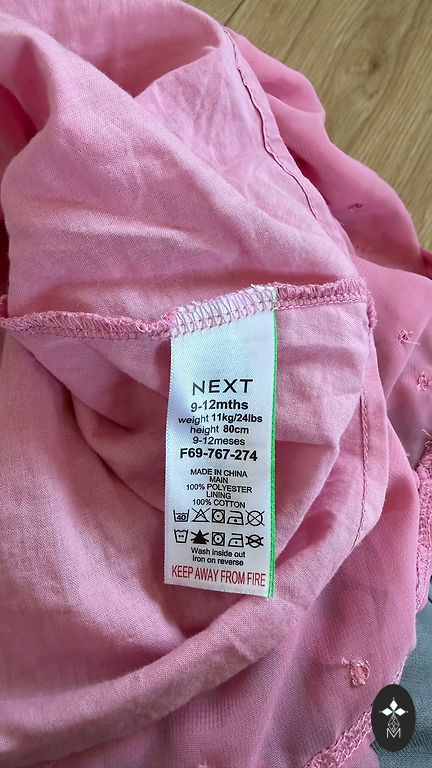 NEXT
9-12mths
weight 11kg/24lbs
height 80cm
9-12meses
F69-767-274
MADE IN CHINA
MAIN
100% POLYESTER
LINING
100% COTTON
40
Wash inside out
Iron on reverse
KEEP AWAY FROM FIRE
M